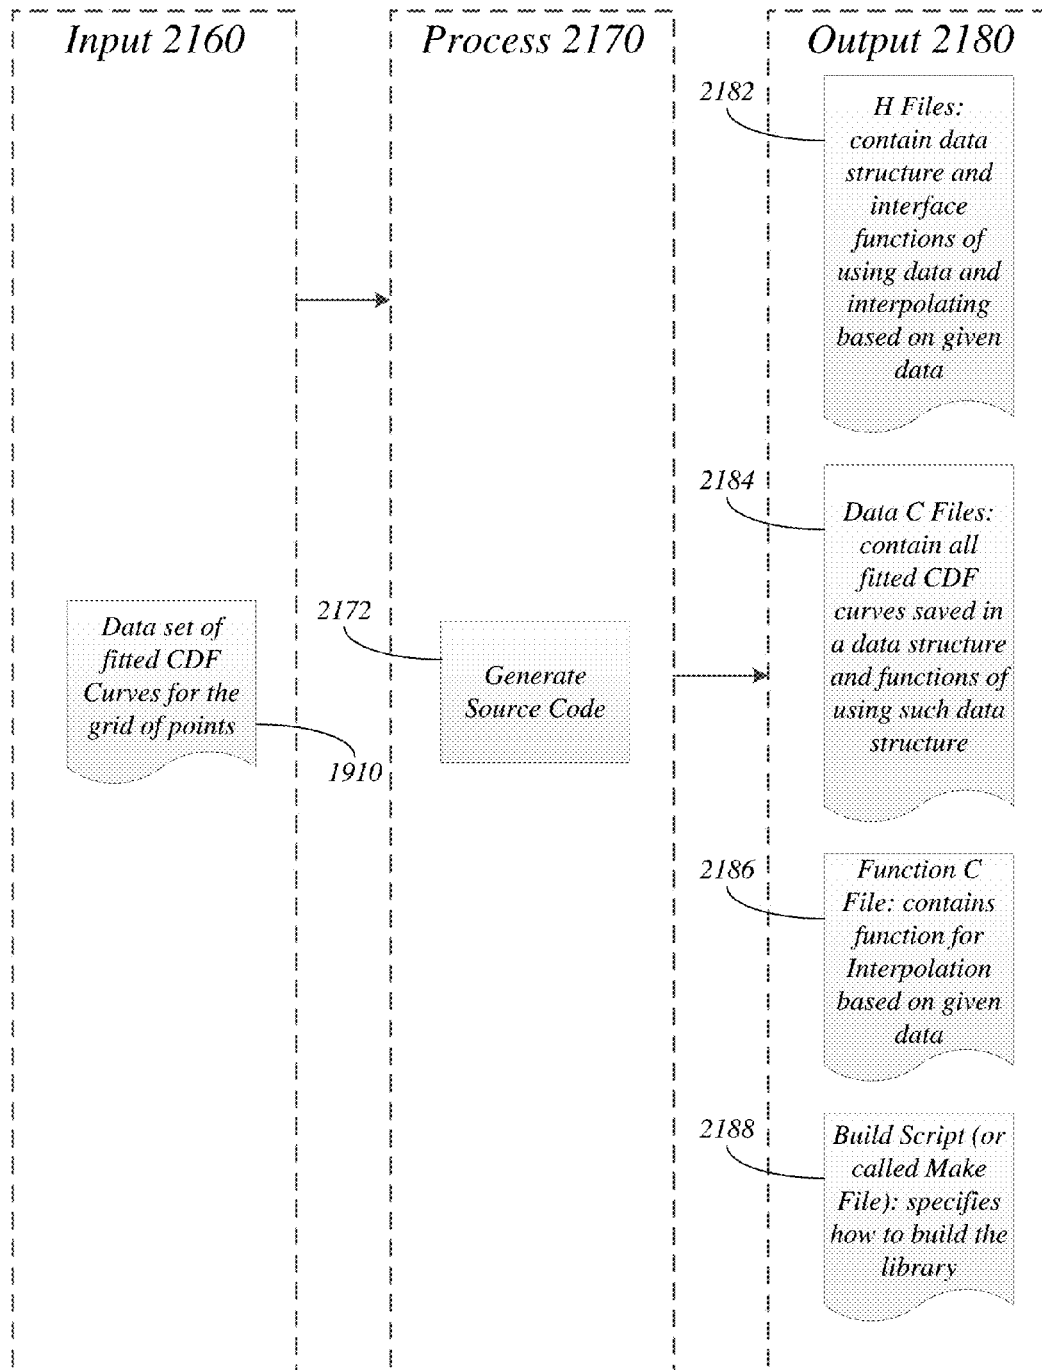 Input 2160
Process 2170
Output 2180
2182
H Files:
contain data
structure and
interface
functions of
using data and
interpolating
based on given
data
2184
Data C Files:
contain all
fitted CDF
curves saved in
a data structure
and functions of
using such data
structure
Data set of
fitted CDF
Curves for the
grid of points
1910
2172
Generate
Source Code
2186
Function C
File: contains
function for
Interpolation
based on given
data
2188
Build Script (or
called Make
File): specifies
how to build the
library